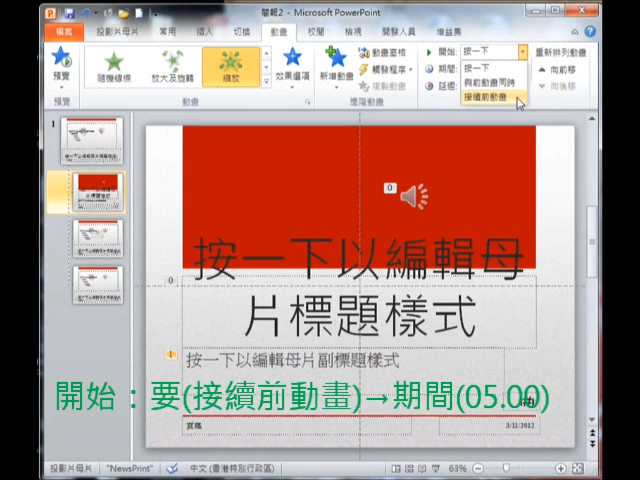 簡報2 - Microsoft PowerPoint
檔案 投影片母片 常用 插入 切換 動畫 校閱 檢視 開發人員 增益集
預覽 隨機線條 放大及旋轉 縮放 效果選項 新增動畫 動畫窗格 觸發程序 複製動畫
開始: 按一下 重新排列動畫
期間: 按一下 向前移
與前動畫同時
延遲: 接續前動畫 向後移
預覽 動畫 進階動畫
1
0
按一下以編輯母
片標題樣式
0
1
按一下以編輯母片副標題樣式
開始：要(接續前動畫)→期間(05.00)
頁尾 3/11/2012
投影片母片 "NewsPrint" 中文 (香港特別行政區) 63%